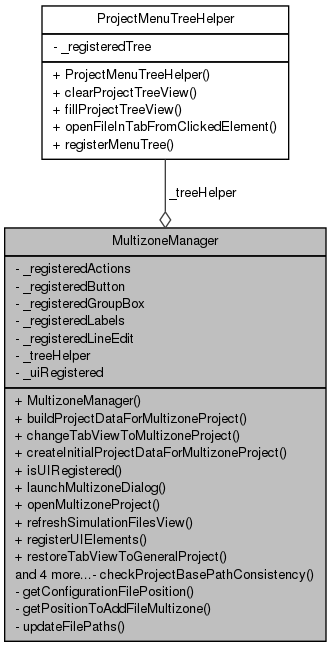 ProjectMenuTreeHelper
- _registeredTree
+ ProjectMenuTreeHelper()
+ clearProjectTreeView()
+ fillProjectTreeView()
+ openFileInTabFromClickedElement()
+ registerMenuTree()
_treeHelper
MultizoneManager
- _registeredActions
- _registeredButton
- _registeredGroupBox
- _registeredLabels
- _registeredLineEdit
- _treeHelper
- _uiRegistered
+ MultizoneManager()
+ buildProjectDataForMultizoneProject()
+ changeTabViewToMultizoneProject()
+ createInitialProjectDataForMultizoneProject()
+ isUIRegistered()
+ launchMultizoneDialog()
+ openMultizoneProject()
+ refreshSimulationFilesView()
+ registerUIElements()
+ restoreTabViewToGeneralProject()
and 4 more...- checkProjectBasePathConsistency()
- getConfigurationFilePosition()
- getPositionToAddFileMultizone()
- updateFilePaths()